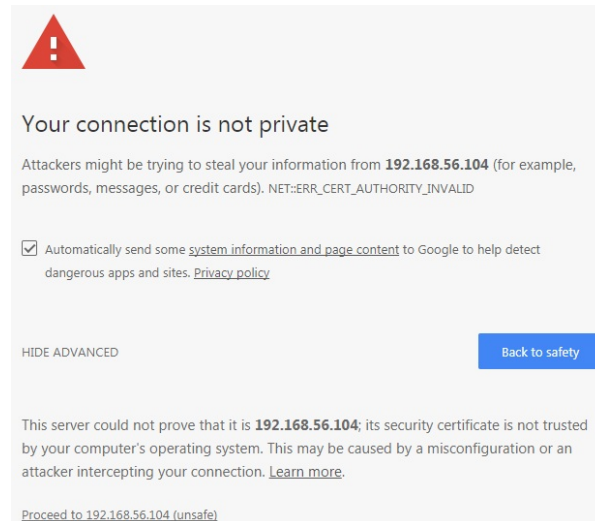 Your connection is not private
Attackers might be trying to steal your information from 192.168.56.104 (for example,
passwords, messages, or credit cards). NET::ERR_CERT_AUTHORITY_INVALID
Automatically send some system information and page content to Google to help detect
dangerous apps and sites. Privacy policy
HIDE ADVANCED
Back to safety
This server could not prove that it is 192.168.56.104; its security certificate is not trusted
by your computer's operating system. This may be caused by a misconfiguration or an
attacker intercepting your connection. Learn more.
Proceed to 192.168.56.104 (unsafe)